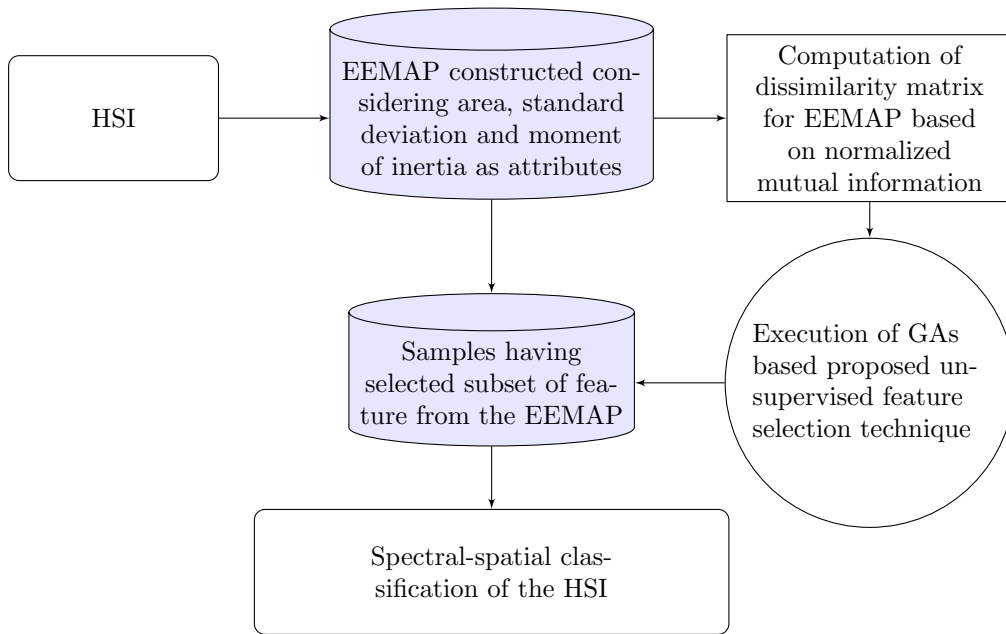 HSI
EEMAP constructed con-
sidering area, standard
deviation and moment
of inertia as attributes
Computation of
dissimilarity matrix
for EEMAP based
on normalized
mutual information
Execution of GAs
based proposed un-
supervised feature
selection technique
Samples having
selected subset of fea-
ture from the EEMAP
Spectral-spatial clas-
sification of the HSI